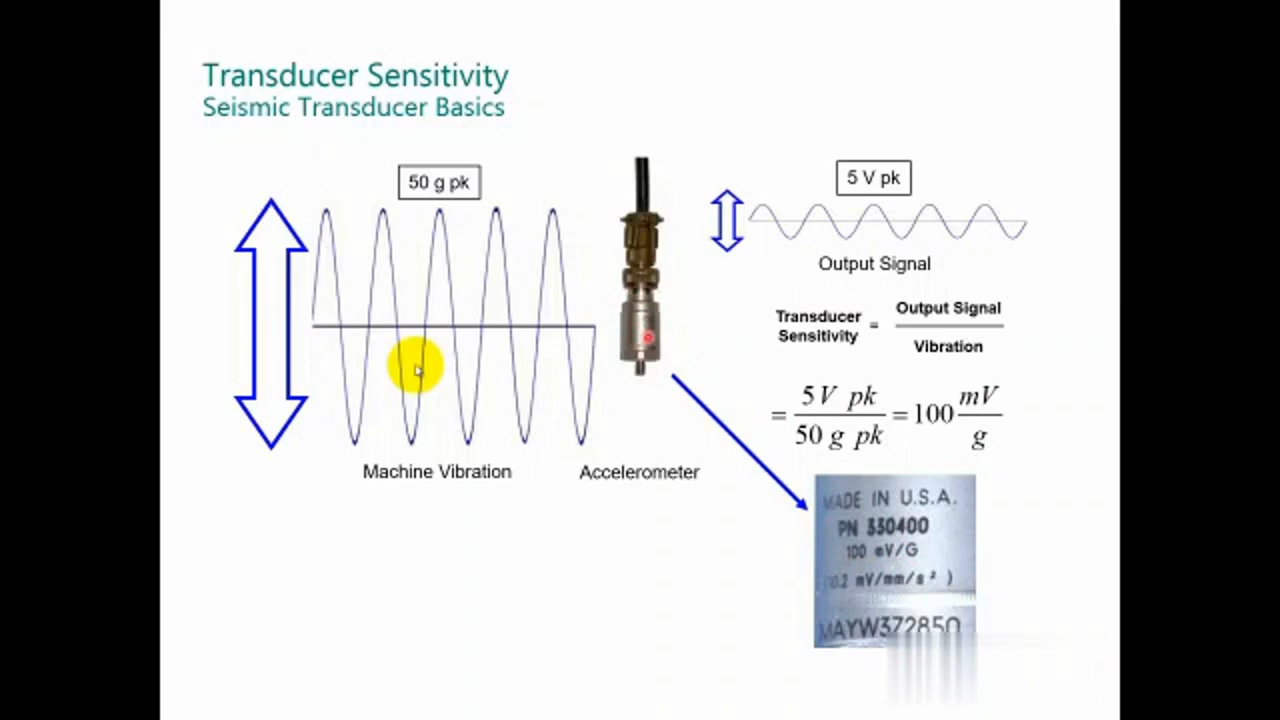 Transducer Sensitivity
Seismic Transducer Basics
50 g pk
5 V pk
Output Signal
Transducer Sensitivity = Output Signal / Vibration
= 5 V pk / 50 g pk = 100 mV / g
Machine Vibration
Accelerometer
MADE IN U.S.A.
PN 330400
100 mV/G
10.2 mV/mm/s² )
MAYW372850